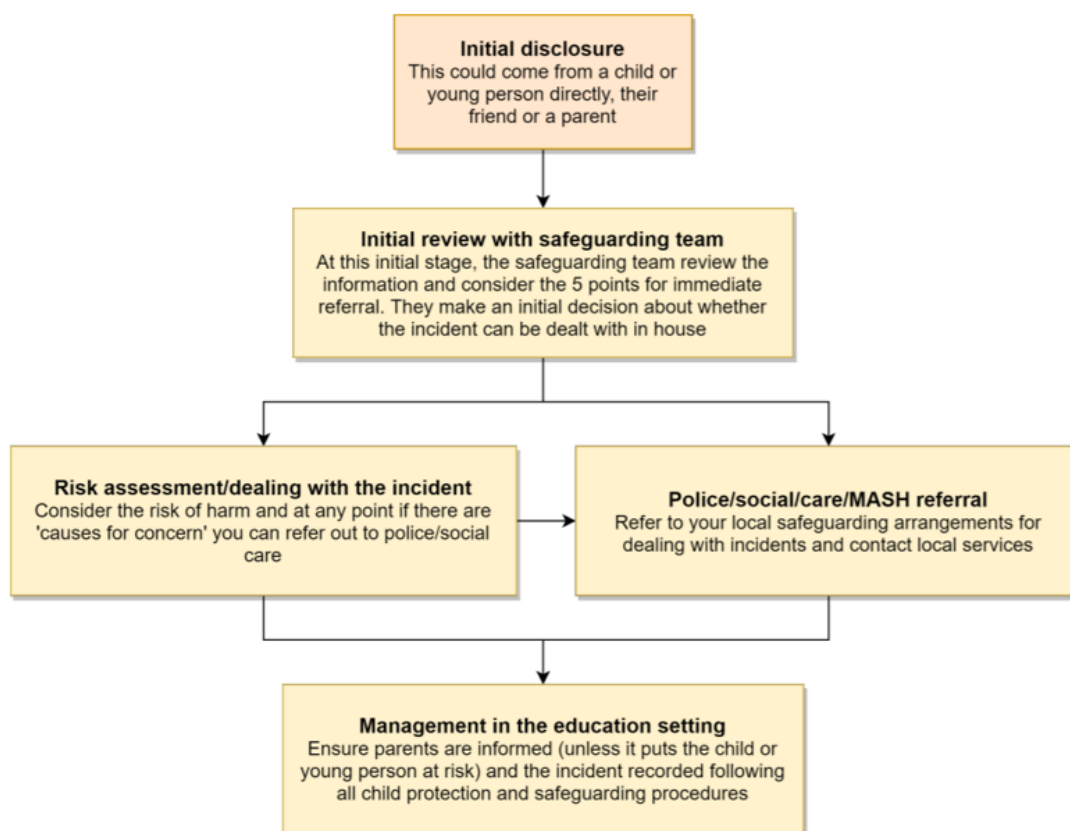 Initial disclosure
This could come from a child or
young person directly, their
friend or a parent
Initial review with safeguarding team
At this initial stage, the safeguarding team review the
information and consider the 5 points for immediate
referral. They make an initial decision about whether
the incident can be dealt with in house
Risk assessment/dealing with the incident
Consider the risk of harm and at any point if there are
'causes for concern' you can refer out to police/social
care
Police/social/care/MASH referral
Refer to your local safeguarding arrangements for
dealing with incidents and contact local services
Management in the education setting
Ensure parents are informed (unless it puts the child or
young person at risk) and the incident recorded following
all child protection and safeguarding procedures